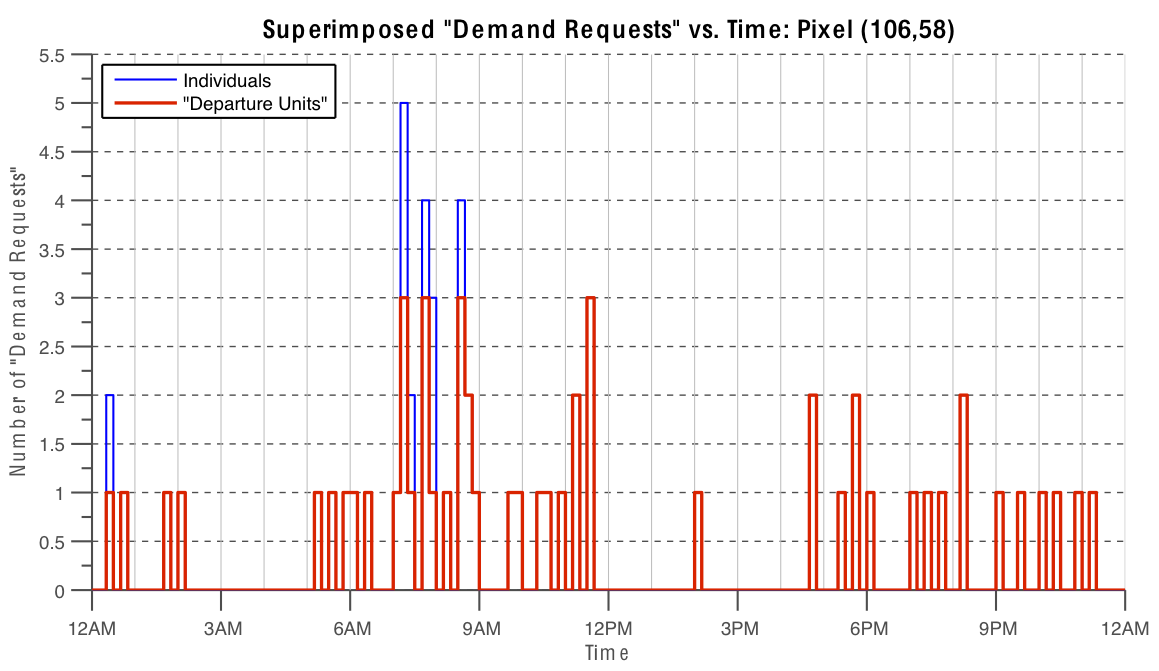 Superimposed "Demand Requests" vs. Time: Pixel (106,58)
Individuals
"Departure Units"
Number of "Demand Requests"
5.5
5
4.5
4
3.5
3
2.5
2
1.5
1
0.5
0
12AM 3AM 6AM 9AM 12PM 3PM 6PM 9PM 12AM
Time